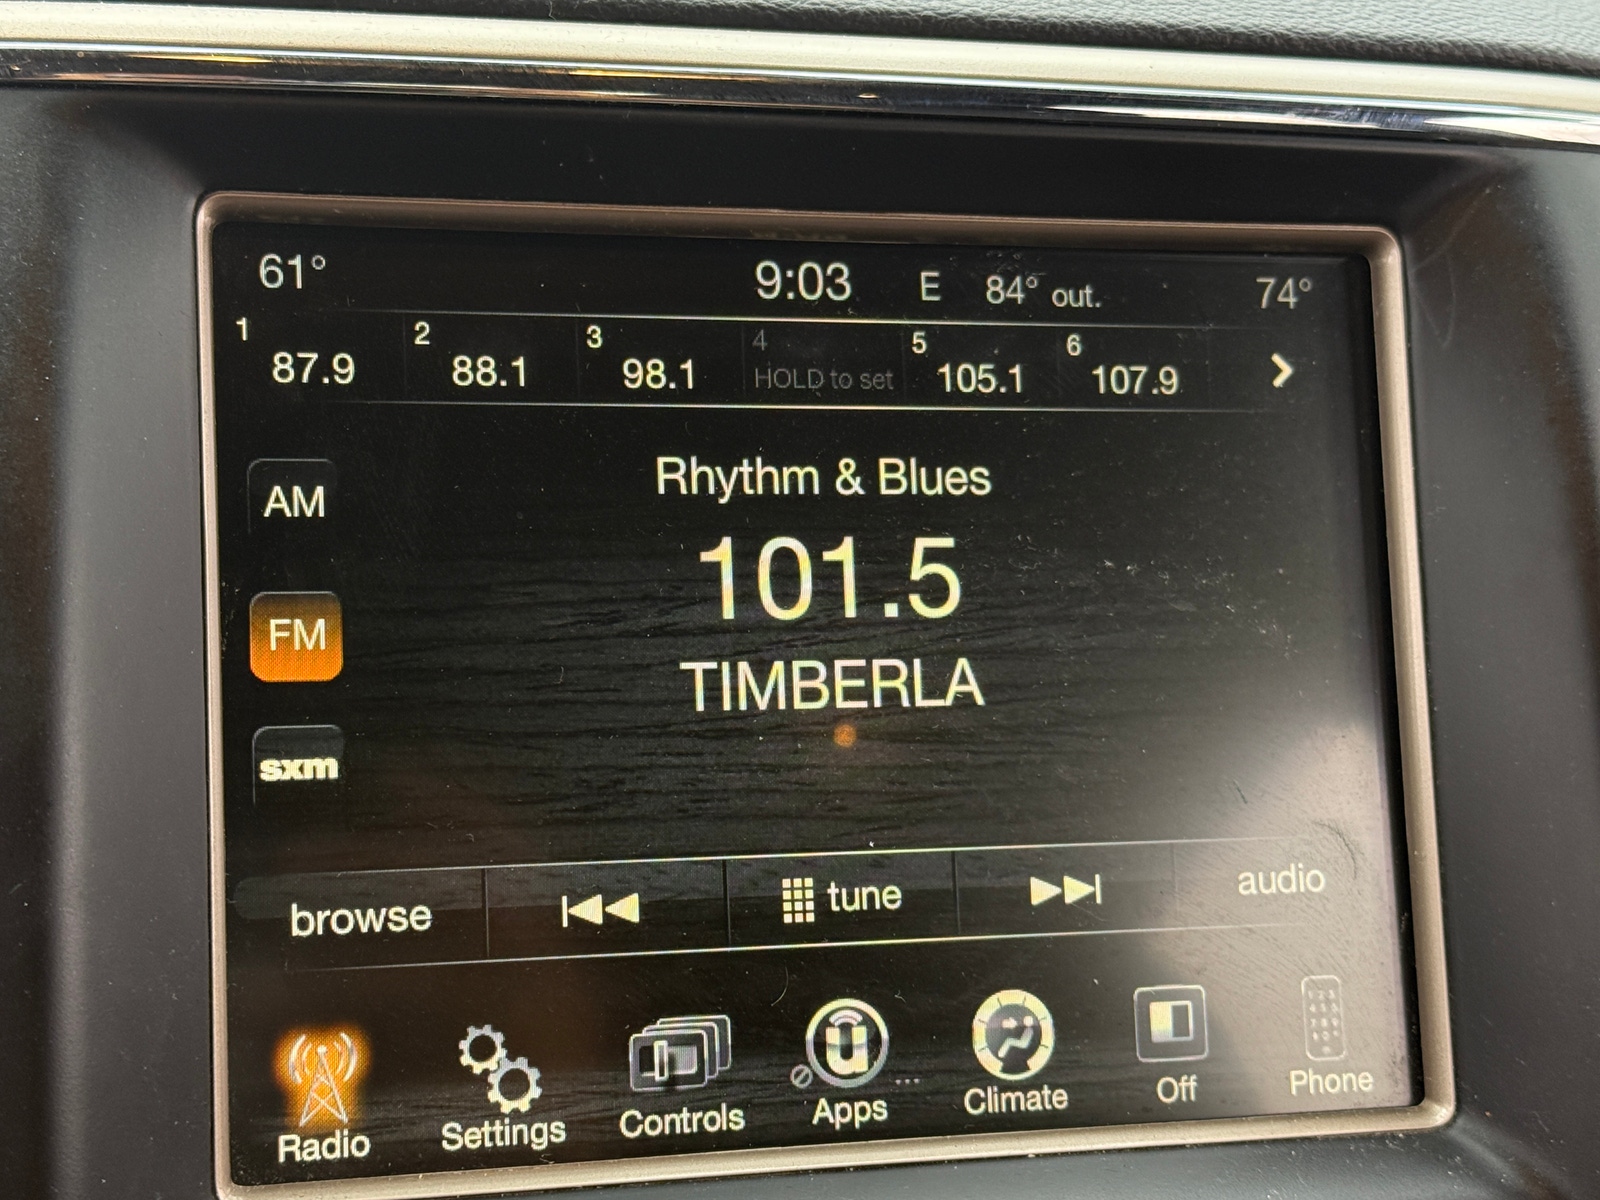 61° 9:03 E 84° out. 74°
1 2 3 4 5 6
87.9 88.1 98.1 HOLD to set 105.1 107.9
Rhythm & Blues
AM
101.5
FM
TIMBERLA
sxm
browse tune audio
Radio Settings Controls Apps Climate Off Phone